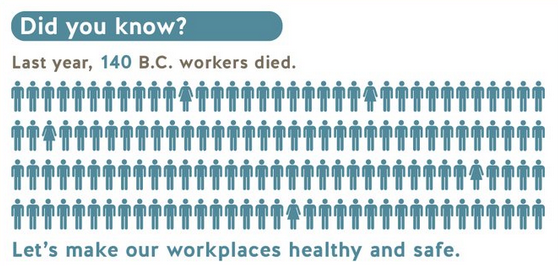 Did you know?
Last year, 140 B.C. workers died.
Let's make our workplaces healthy and safe.